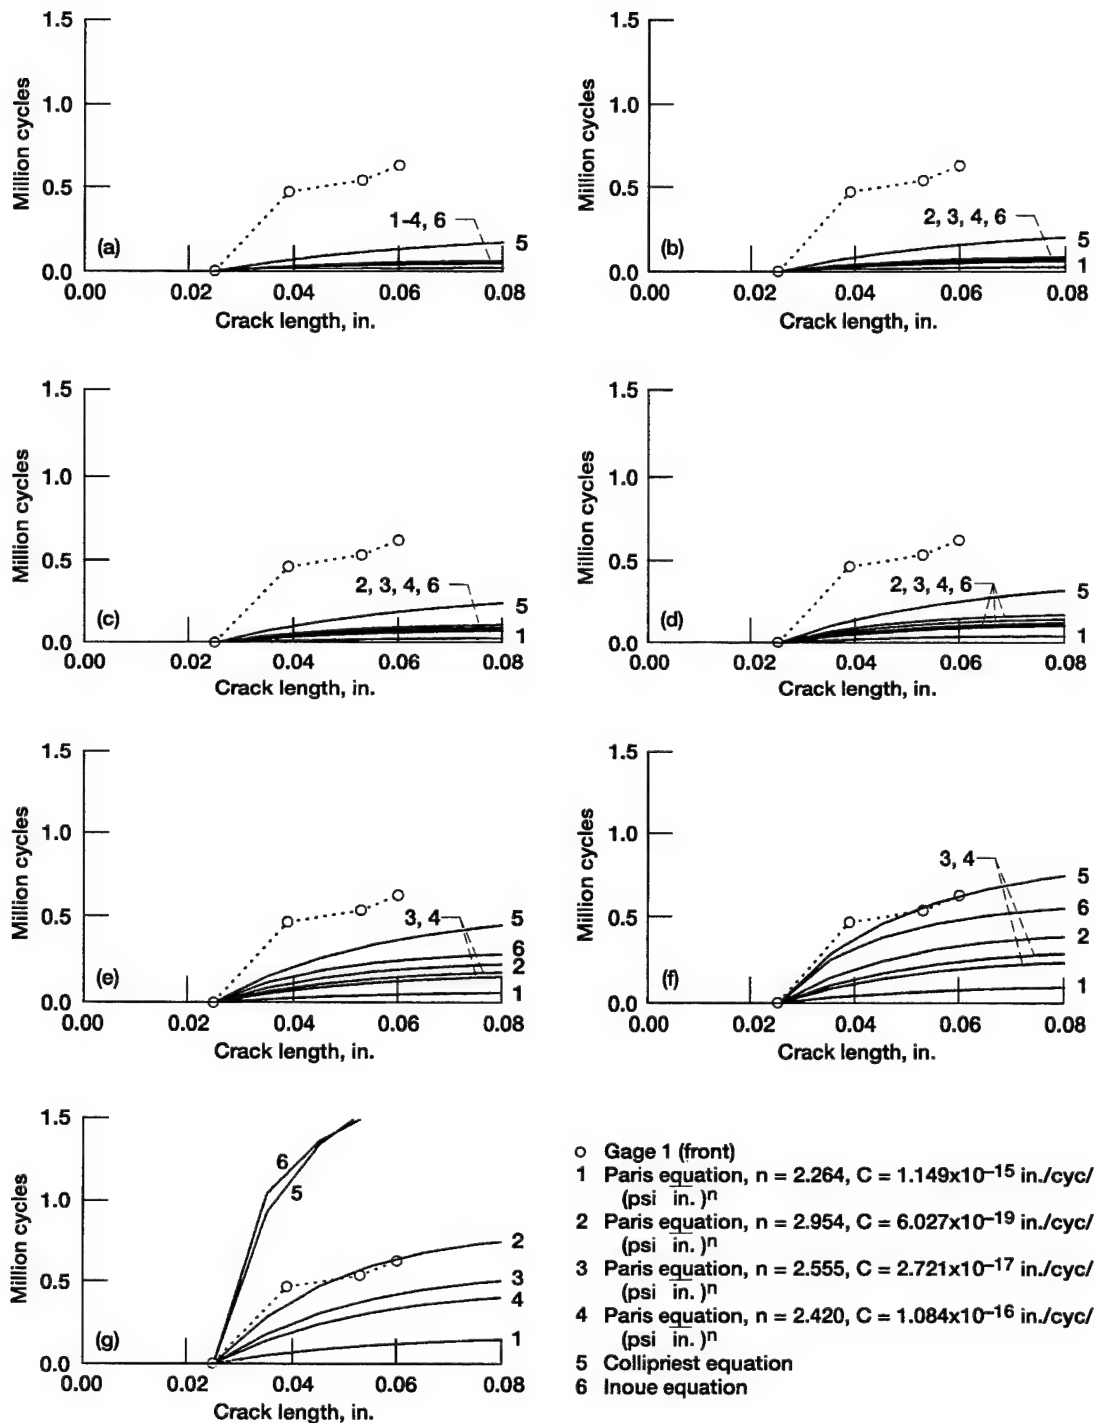 1.5
1.0
0.5
0.0
Million cycles
(a)
1-4, 6
5
0.00 0.02 0.04 0.06 0.08
Crack length, in.
1.5
1.0
0.5
0.0
Million cycles
(b)
2, 3, 4, 6
5
1
0.00 0.02 0.04 0.06 0.08
Crack length, in.
1.5
1.0
0.5
0.0
Million cycles
(c)
2, 3, 4, 6
5
1
0.00 0.02 0.04 0.06 0.08
Crack length, in.
1.5
1.0
0.5
0.0
Million cycles
(d)
2, 3, 4, 6
5
1
0.00 0.02 0.04 0.06 0.08
Crack length, in.
1.5
1.0
0.5
0.0
Million cycles
(e)
3, 4
5
6
2
1
0.00 0.02 0.04 0.06 0.08
Crack length, in.
1.5
1.0
0.5
0.0
Million cycles
(f)
3, 4
5
6
2
1
0.00 0.02 0.04 0.06 0.08
Crack length, in.
1.5
1.0
0.5
0.0
Million cycles
(g)
6
5
2
3
4
1
0.00 0.02 0.04 0.06 0.08
Crack length, in.
○ Gage 1 (front)
1 Paris equation, n = 2.264, C = 1.149x10⁻¹⁵ in./cyc/
(psi in. )ⁿ
2 Paris equation, n = 2.954, C = 6.027x10⁻¹⁹ in./cyc/
(psi in. )ⁿ
3 Paris equation, n = 2.555, C = 2.721x10⁻¹⁷ in./cyc/
(psi in. )ⁿ
4 Paris equation, n = 2.420, C = 1.084x10⁻¹⁶ in./cyc/
(psi in. )ⁿ
5 Collipriest equation
6 Inoue equation